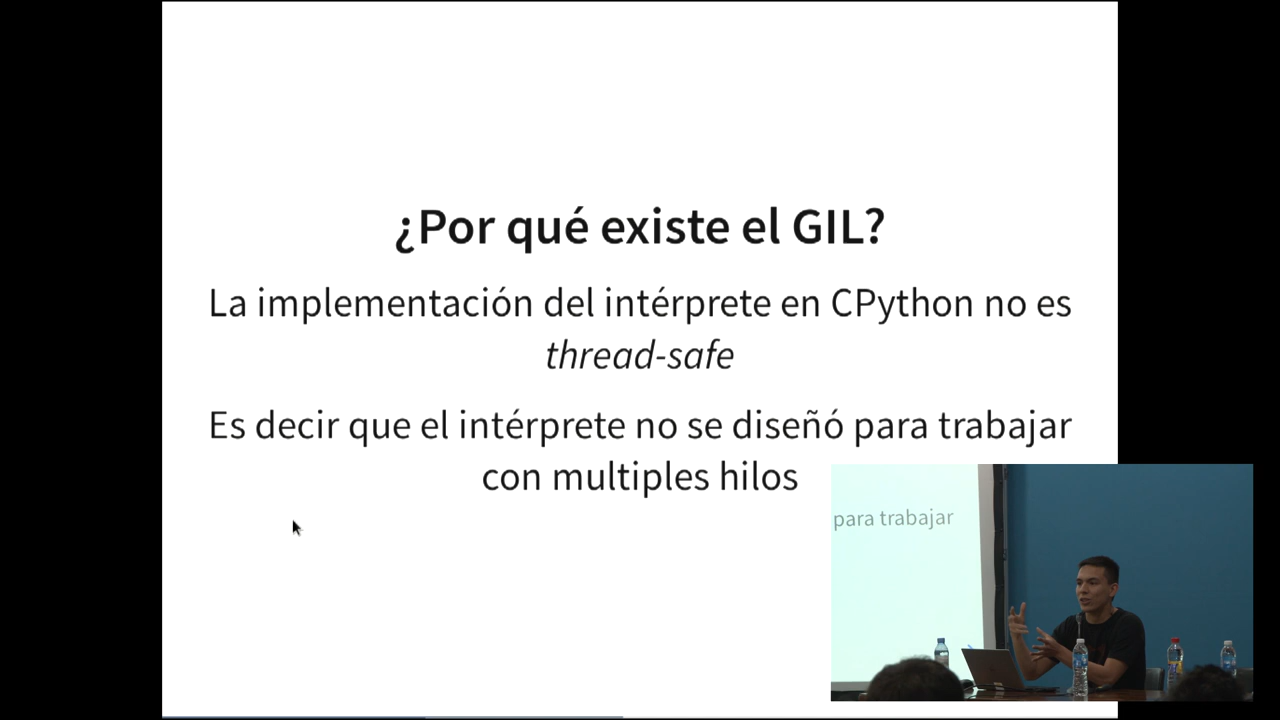 ¿Por qué existe el GIL?
La implementación del intérprete en CPython no es
thread-safe
Es decir que el intérprete no se diseñó para trabajar
con multiples hilos
para trabajar